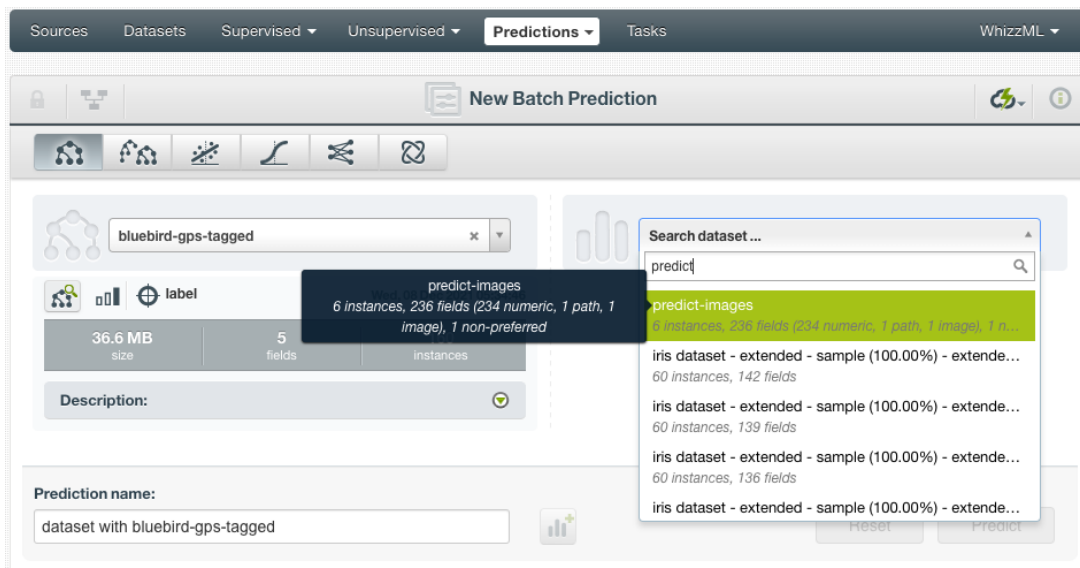 Sources Datasets Supervised Unsupervised Predictions Tasks WhizzML
New Batch Prediction
bluebird-gps-tagged
Search dataset ...
predict
label
predict-images
6 instances, 236 fields (234 numeric, 1 path, 1
image), 1 non-preferred
36.6 MB
size
5
fields
instances
Description:
predict-images
6 instances, 236 fields (234 numeric, 1 path, 1 image), 1 n...
iris dataset - extended - sample (100.00%) - extende...
60 instances, 142 fields
iris dataset - extended - sample (100.00%) - extende...
60 instances, 139 fields
iris dataset - extended - sample (100.00%) - extende...
60 instances, 136 fields
iris dataset - extended - sample (100.00%) - extende...
Prediction name:
dataset with bluebird-gps-tagged
Reset Predict